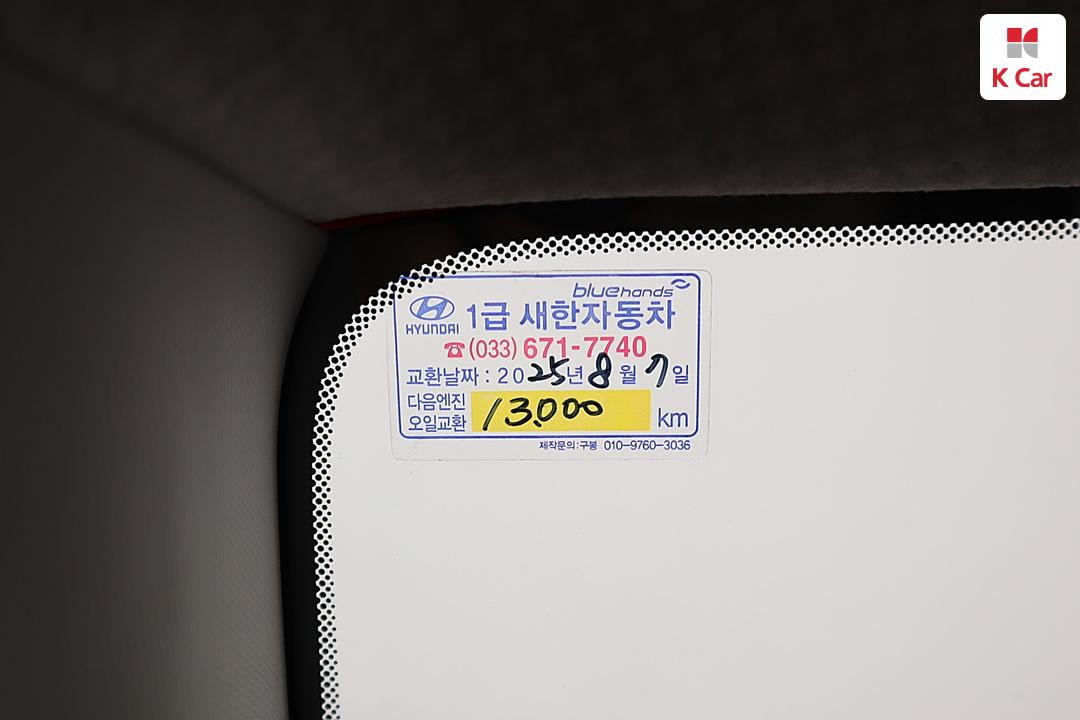 K Car
bluehands
HYUNDAI 1급 새한자동차
☎(033) 671-7740
교환날짜 : 2025년 8월 7일
다음엔진
오일교환 13,000 km
제작문의:구봉 010-9760-3036